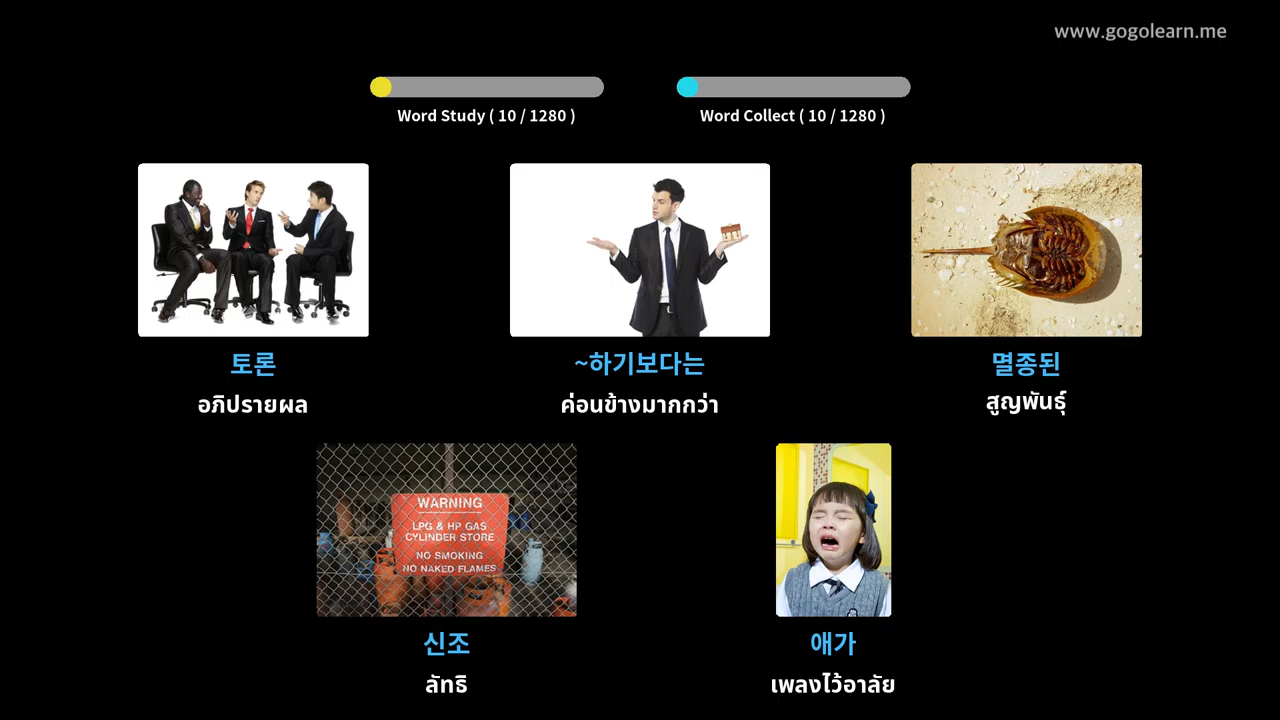 www.gogolearn.me
Word Study ( 10 / 1280 )
Word Collect ( 10 / 1280 )
토론
อภิปรายผล
~하기보다는
ค่อนข้างมากกว่า
멸종된
สูญพันธุ์
WARNING
LPG & HP GAS
CYLINDER STORE
NO SMOKING
NO NAKED FLAMES
신조
ลัทธิ
애가
เพลงไว้อาลัย